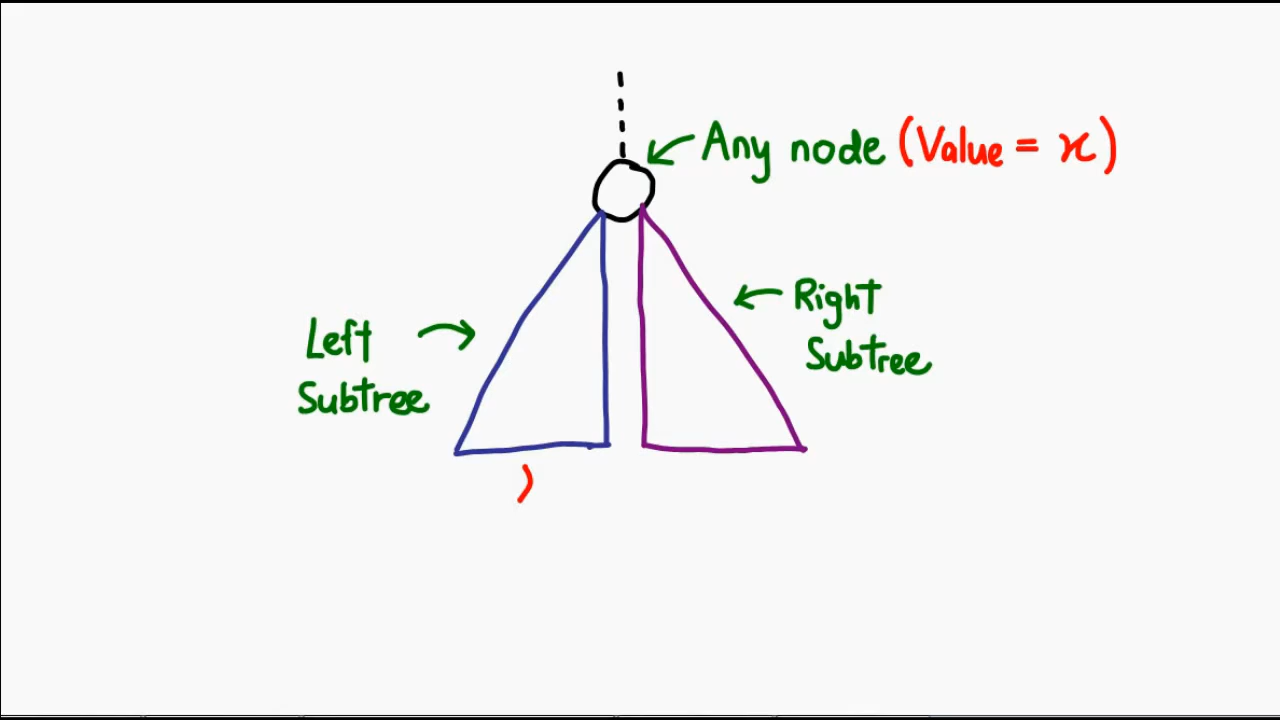 Any node (Value = x)
Right
Subtree
Left
Subtree
)